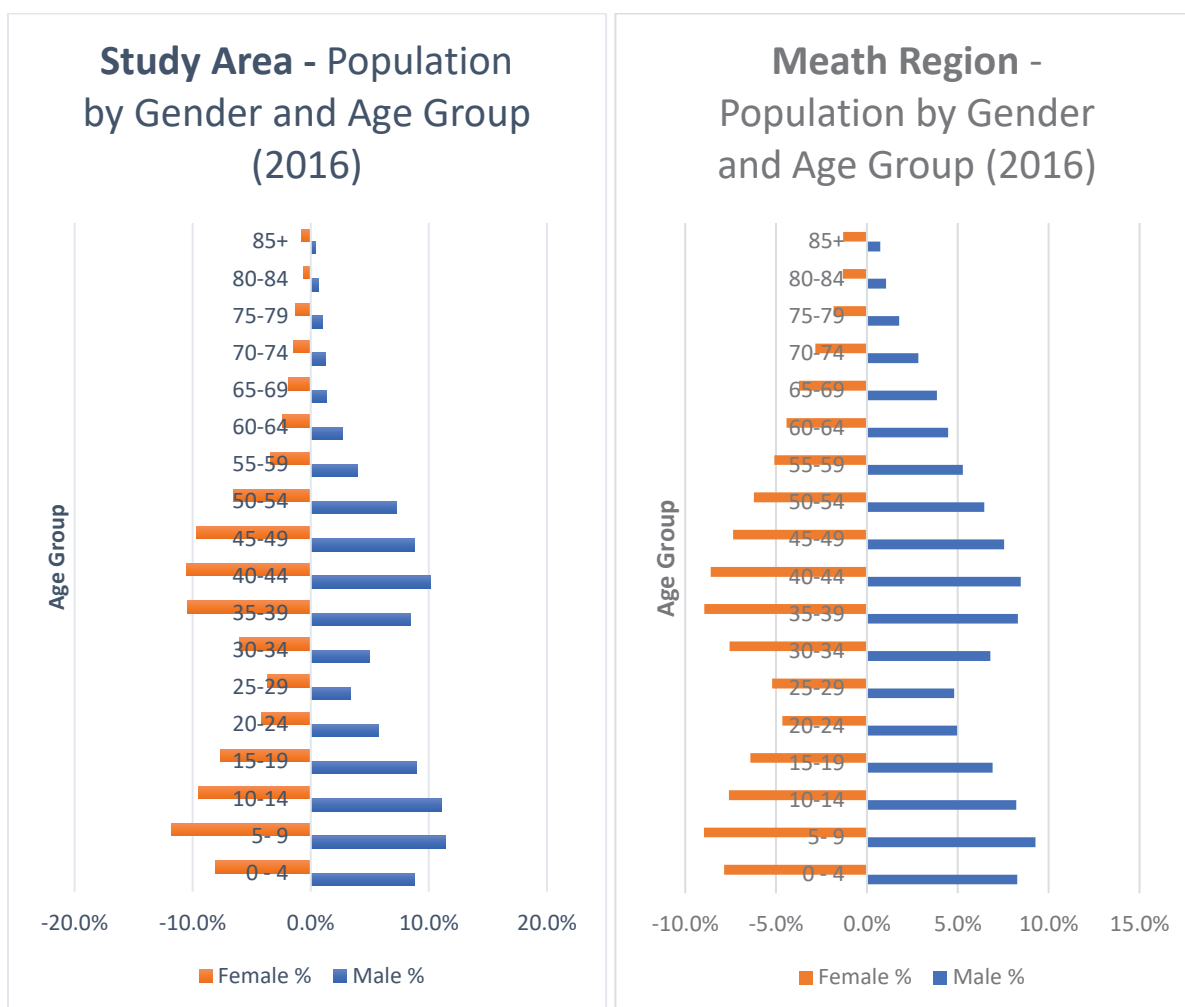 Study Area - Population
by Gender and Age Group
(2016)
85+
80-84
75-79
70-74
65-69
60-64
55-59
50-54
45-49
40-44
35-39
30-34
25-29
20-24
15-19
10-14
5- 9
0 - 4
Age Group
-20.0% -10.0% 0.0% 10.0% 20.0%
Female % Male %
Meath Region -
Population by Gender
and Age Group (2016)
85+
80-84
75-79
70-74
65-69
60-64
55-59
50-54
45-49
40-44
35-39
30-34
25-29
20-24
15-19
10-14
5- 9
0 - 4
Age Group
-10.0% -5.0% 0.0% 5.0% 10.0% 15.0%
Female % Male %